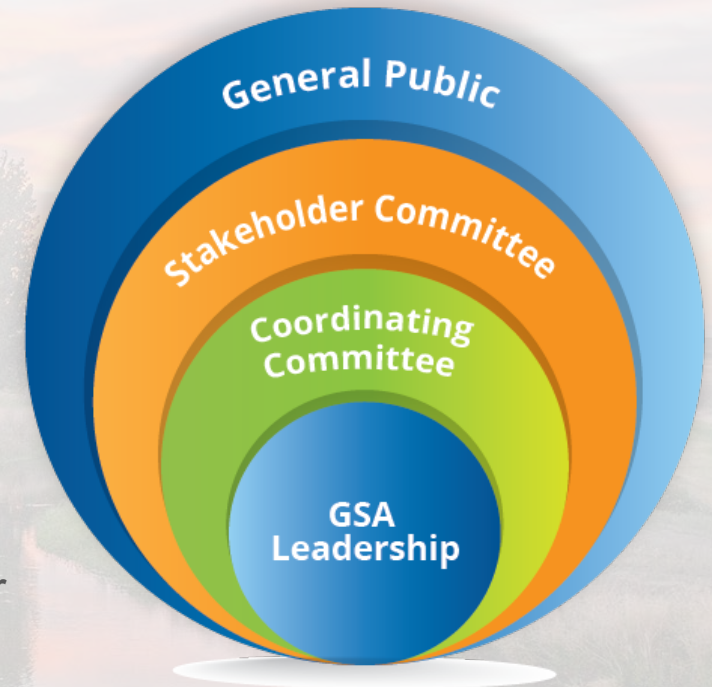 General Public
Stakeholder Committee
Coordinating
Committee
GSA
Leadership